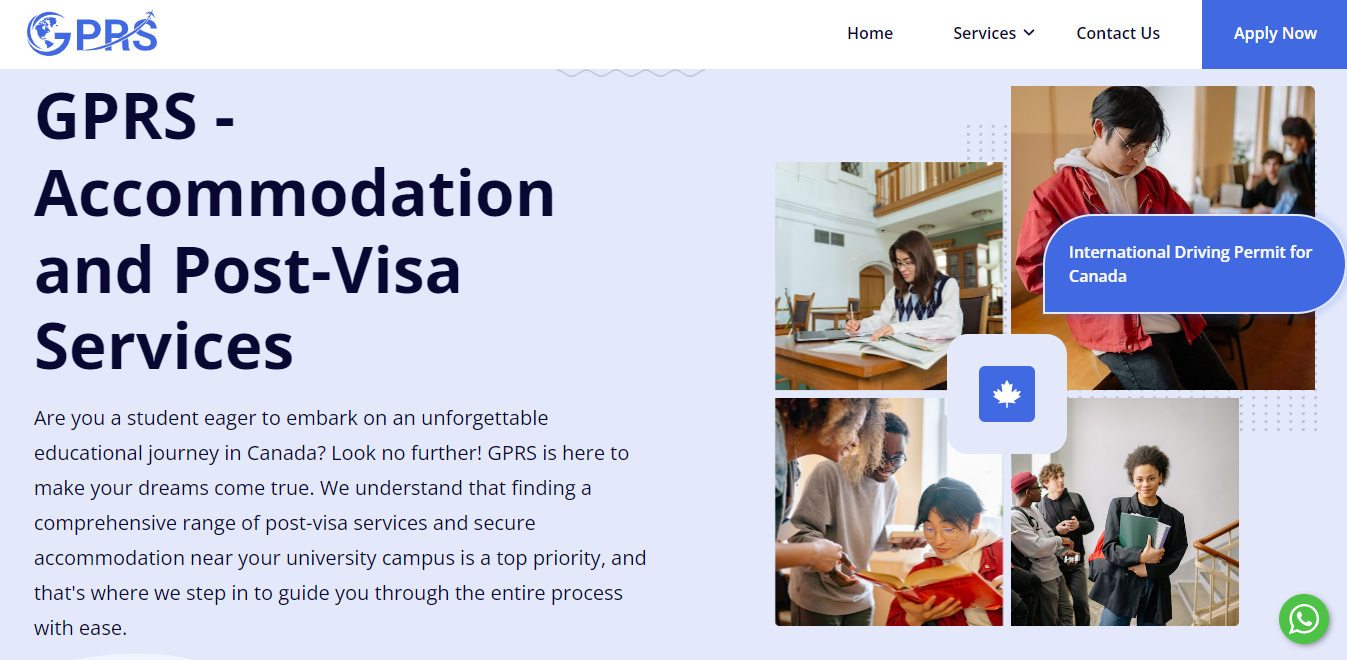 GPRS
Home
Services
Contact Us
Apply Now
GPRS -
Accommodation
and Post-Visa
Services
Are you a student eager to embark on an unforgettable
educational journey in Canada? Look no further! GPRS is here to
make your dreams come true. We understand that finding a
comprehensive range of post-visa services and secure
accommodation near your university campus is a top priority, and
that's where we step in to guide you through the entire process
with ease.
International Driving Permit for
Canada